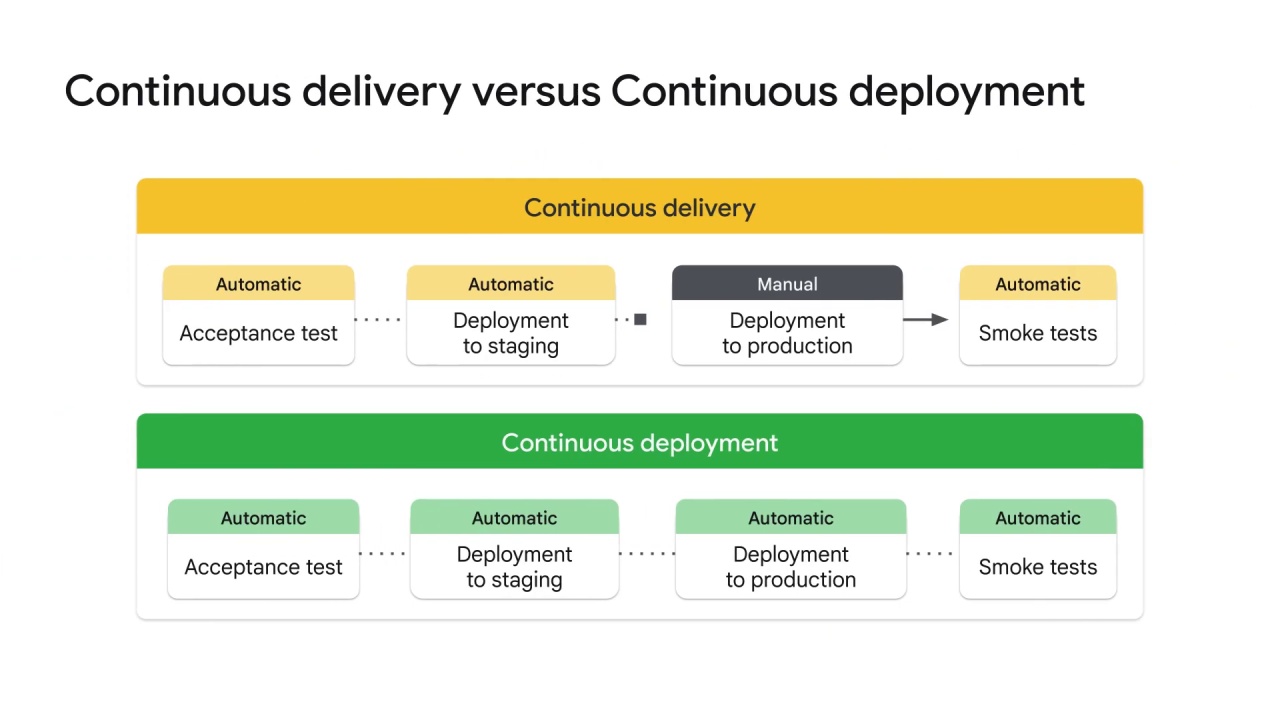 Continuous delivery versus Continuous deployment
Continuous delivery
Automatic
Acceptance test
Automatic
Deployment
to staging
Manual
Deployment
to production
Automatic
Smoke tests
Continuous deployment
Automatic
Acceptance test
Automatic
Deployment
to staging
Automatic
Deployment
to production
Automatic
Smoke tests